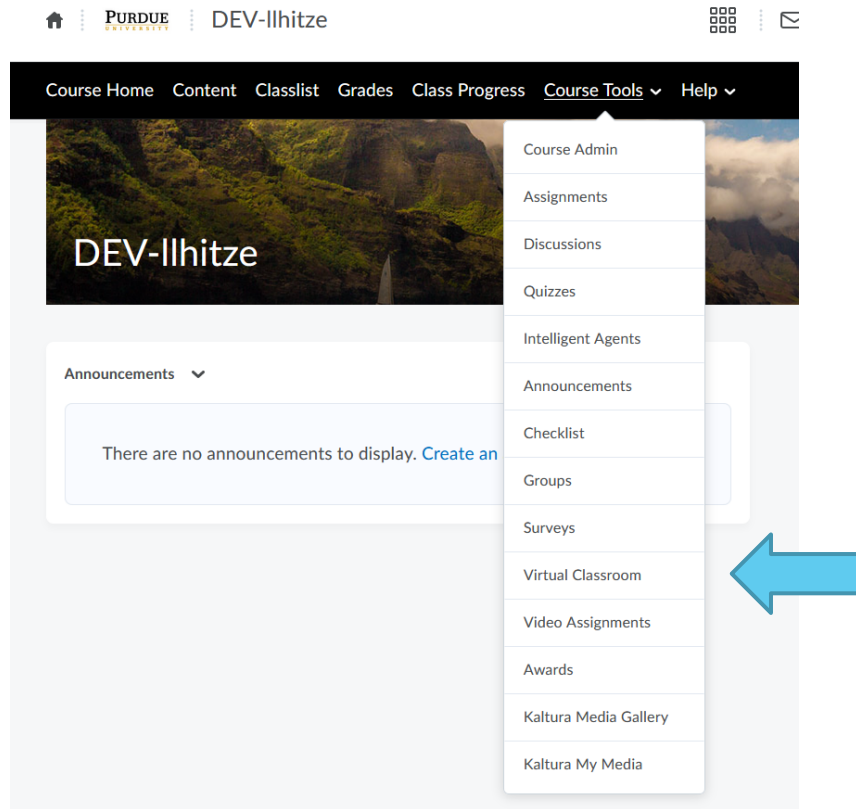 PURDUE
UNIVERSITY
DEV-llhitze
Course Home Content Classlist Grades Class Progress Course Tools Help
DEV-llhitze
Course Admin
Assignments
Discussions
Quizzes
Intelligent Agents
Announcements
Checklist
Groups
Surveys
Virtual Classroom
Video Assignments
Awards
Kaltura Media Gallery
Kaltura My Media
Announcements
There are no announcements to display. Create an